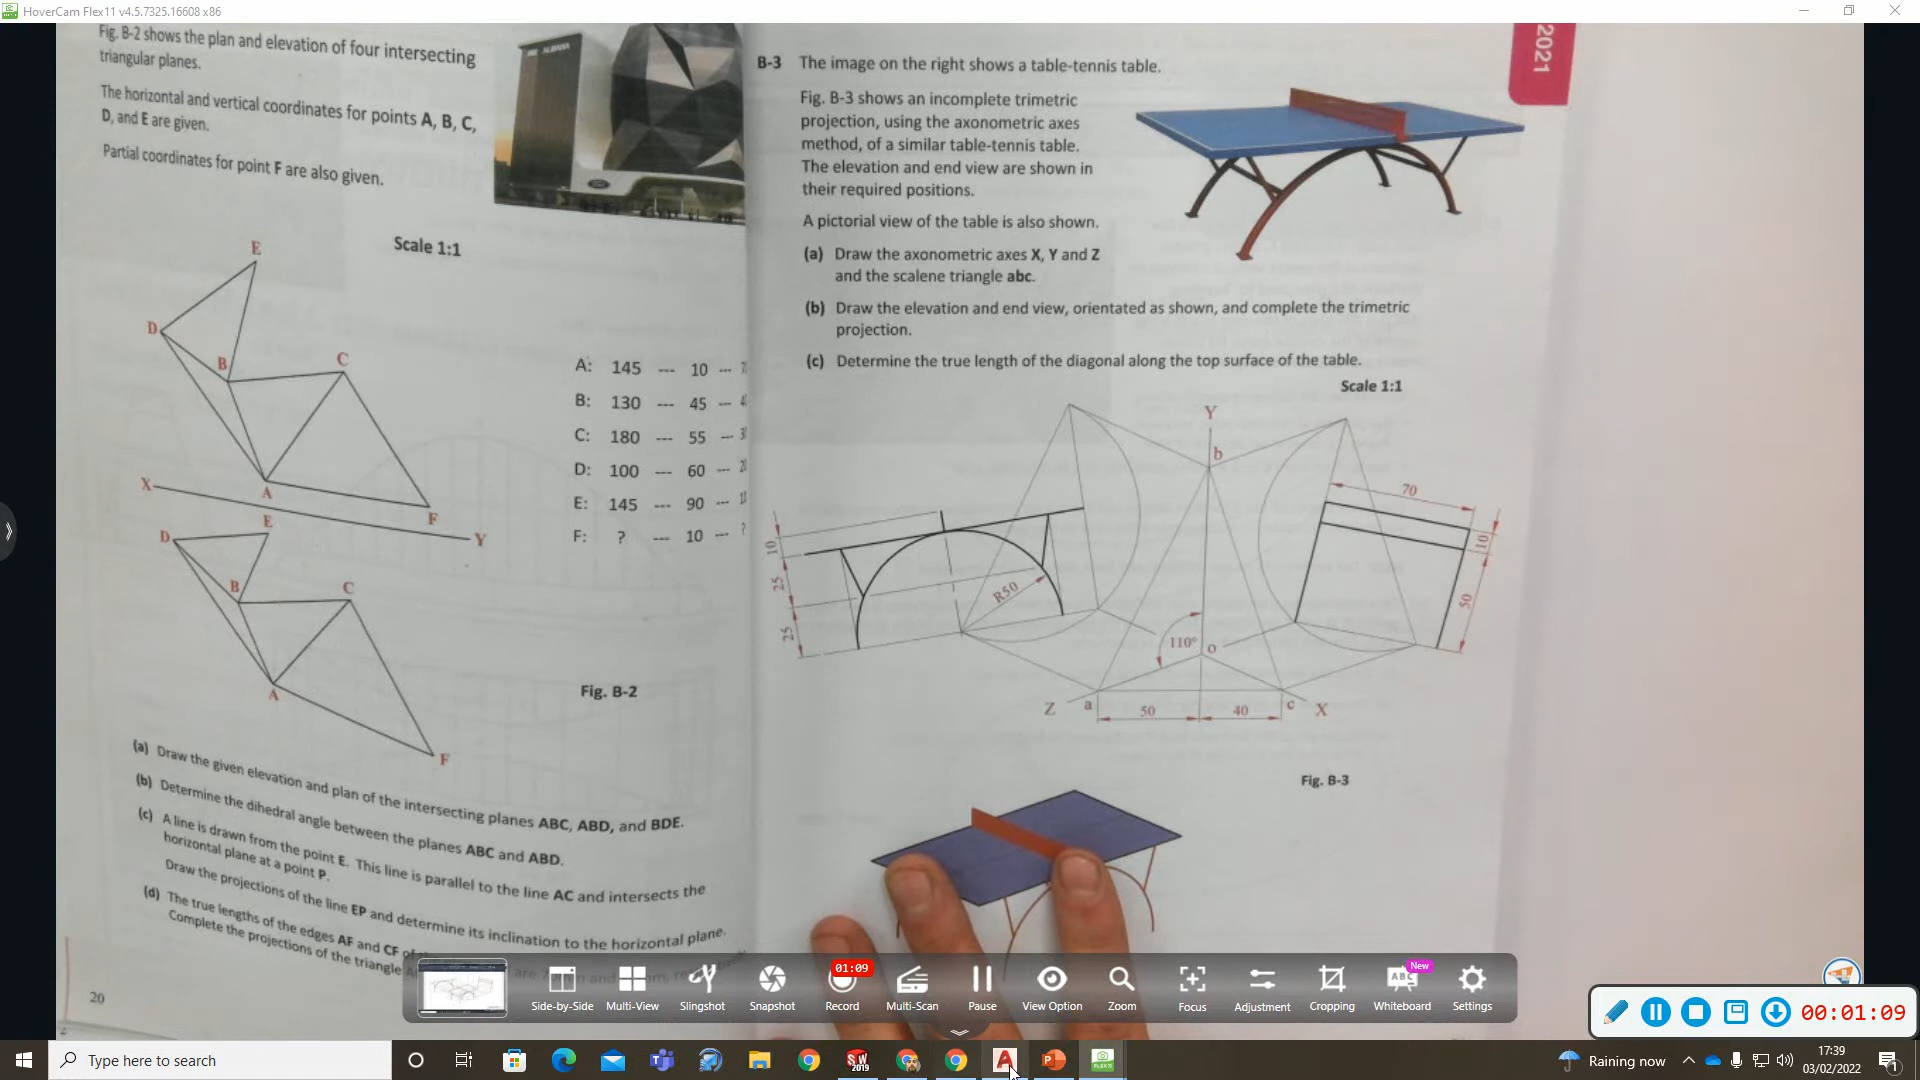 HoverCam Flex11 v4.5.7325.16608 x86
Fig. B-2 shows the plan and elevation of four intersecting
triangular planes.
The horizontal and vertical coordinates for points A, B, C,
D, and E are given.
Partial coordinates for point F are also given.
Scale 1:1
E
D
B
C
A
F
X
Y
D
E
B
C
A
F
A: 145 --- 10 ---
B: 130 --- 45 ---
C: 180 --- 55 ---
D: 100 --- 60 ---
E: 145 --- 90 ---
F: ? --- 10 --- ?
Fig. B-2
(a) Draw the given elevation and plan of the intersecting planes ABC, ABD, and BDE.
(b) Determine the dihedral angle between the planes ABC and ABD.
(c) A line is drawn from the point E. This line is parallel to the line AC and intersects the
horizontal plane at a point P.
Draw the projections of the line EP and determine its inclination to the horizontal plane.
(d) The true lengths of the edges AF and CF of
Complete the projections of the triangle
20
2021
B-3 The image on the right shows a table-tennis table.
Fig. B-3 shows an incomplete trimetric
projection, using the axonometric axes
method, of a similar table-tennis table.
The elevation and end view are shown in
their required positions.
A pictorial view of the table is also shown.
(a) Draw the axonometric axes X, Y and Z
and the scalene triangle abc.
(b) Draw the elevation and end view, orientated as shown, and complete the trimetric
projection.
(c) Determine the true length of the diagonal along the top surface of the table.
Scale 1:1
Y
b
70
10
50
10
25
25
R50
110°
o
Z
a
50
40
c
X
Fig. B-3
01:09
New
Side-by-Side
Multi-View
Slingshot
Snapshot
Record
Multi-Scan
Pause
View Option
Zoom
Focus
Adjustment
Cropping
Whiteboard
Settings
00:01:09
Type here to search
Raining now
17:39
03/02/2022